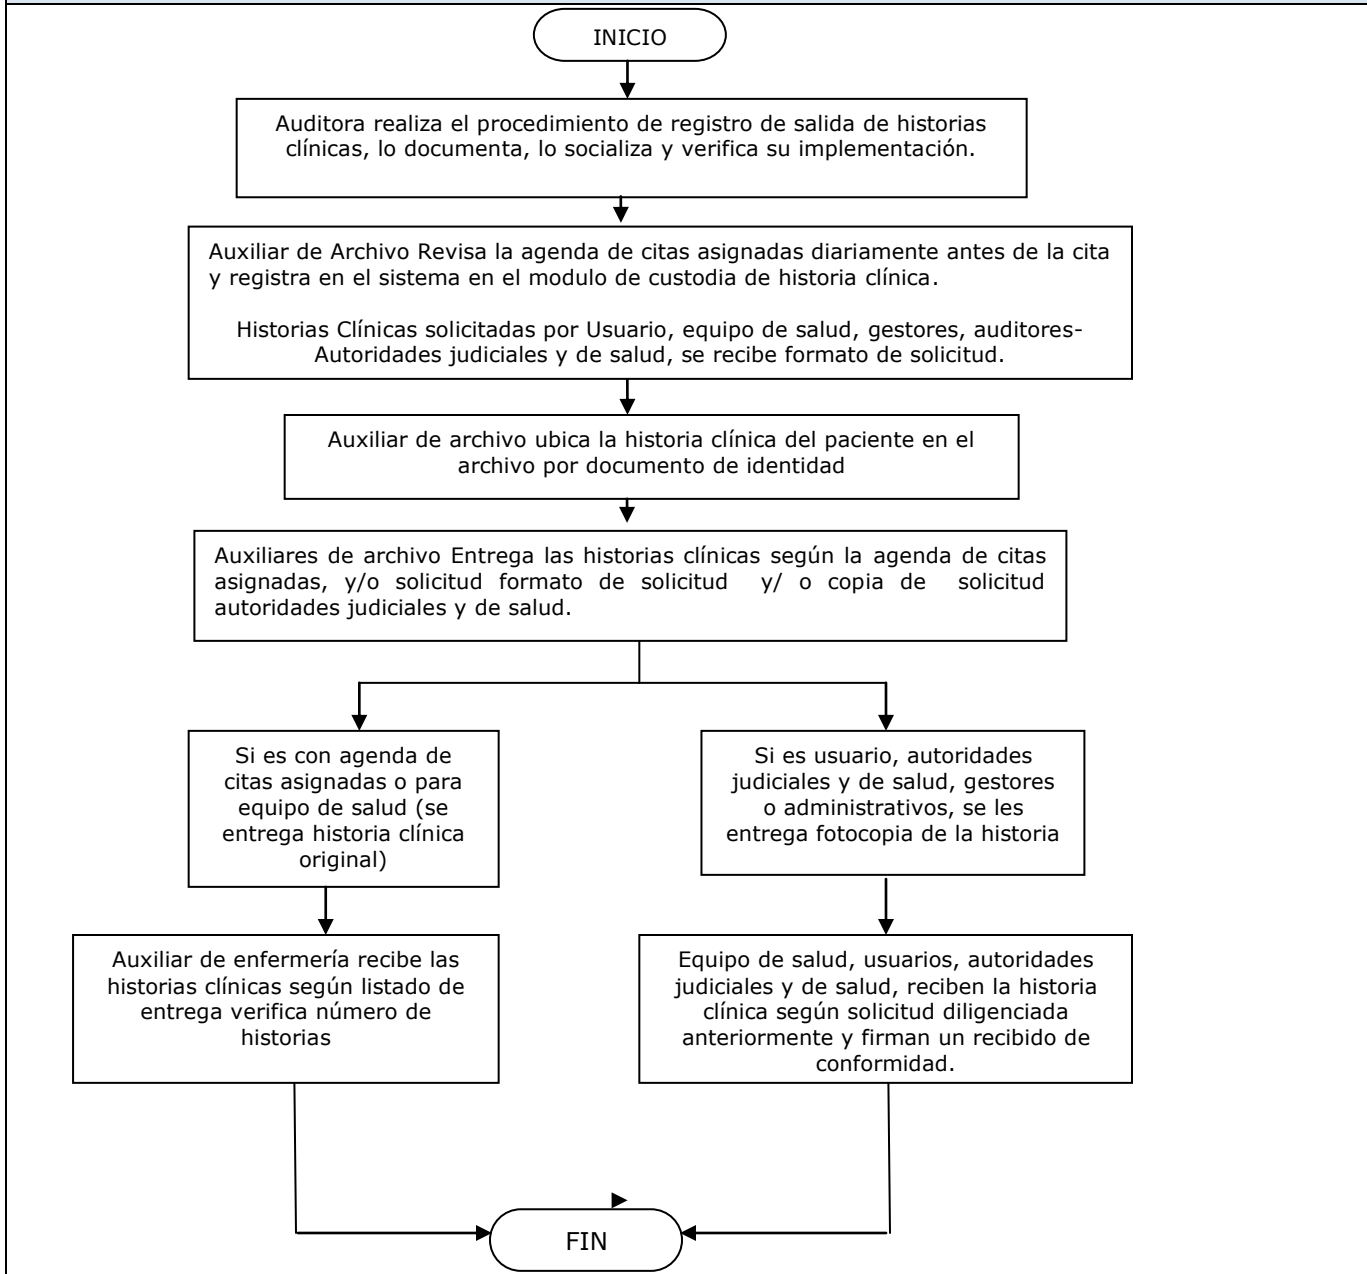 INICIO
Auditora realiza el procedimiento de registro de salida de historias
clínicas, lo documenta, lo socializa y verifica su implementación.
Auxiliar de Archivo Revisa la agenda de citas asignadas diariamente antes de la cita
y registra en el sistema en el modulo de custodia de historia clínica.
Historias Clínicas solicitadas por Usuario, equipo de salud, gestores, auditores-
Autoridades judiciales y de salud, se recibe formato de solicitud.
Auxiliar de archivo ubica la historia clínica del paciente en el
archivo por documento de identidad
Auxiliares de archivo Entrega las historias clínicas según la agenda de citas
asignadas, y/o solicitud formato de solicitud y/ o copia de solicitud
autoridades judiciales y de salud.
Si es con agenda de
citas asignadas o para
equipo de salud (se
entrega historia clínica
original)
Si es usuario, autoridades
judiciales y de salud, gestores
o administrativos, se les
entrega fotocopia de la historia
Auxiliar de enfermería recibe las
historias clínicas según listado de
entrega verifica número de
historias
Equipo de salud, usuarios, autoridades
judiciales y de salud, reciben la historia
clínica según solicitud diligenciada
anteriormente y firman un recibido de
conformidad.
FIN